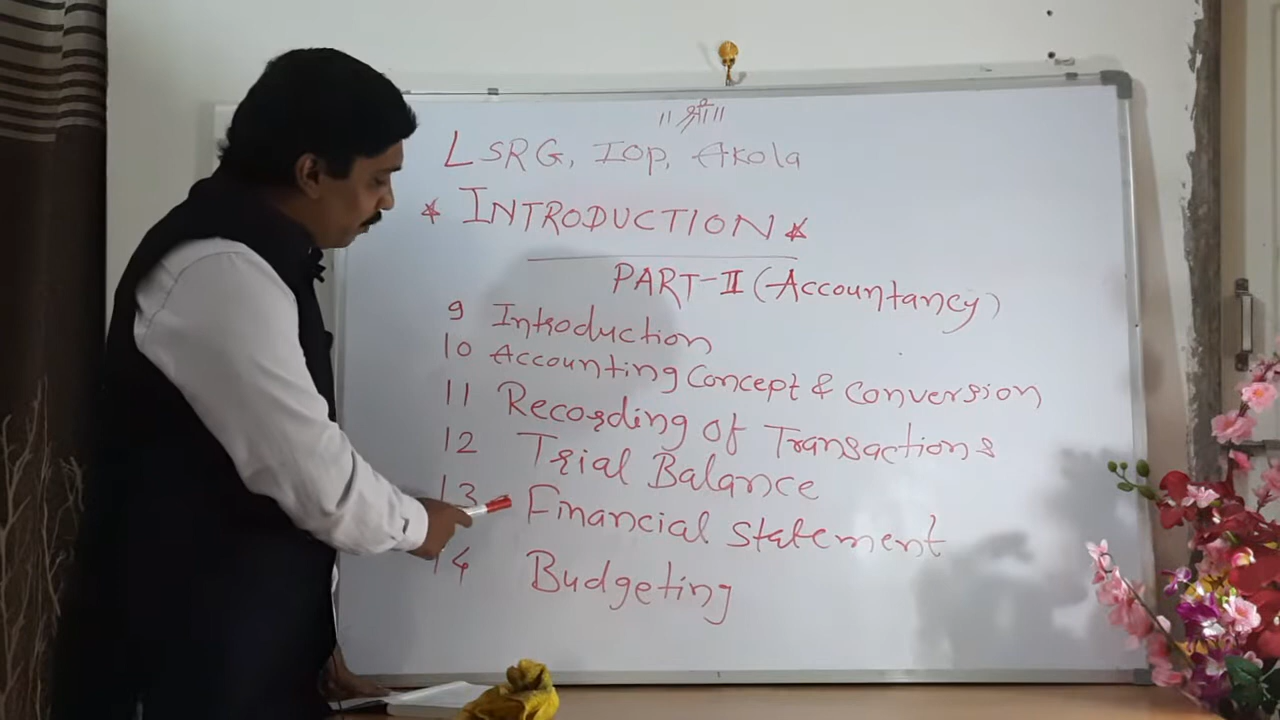 ॥ श्री ॥
LSRG, IOP, Akola
* INTRODUCTION *
PART-II (Accountancy)
9 Introduction
10 Accounting Concept & Conversion
11 Recording of Transactions
12 Trial Balance
13 Financial Statement
14 Budgeting